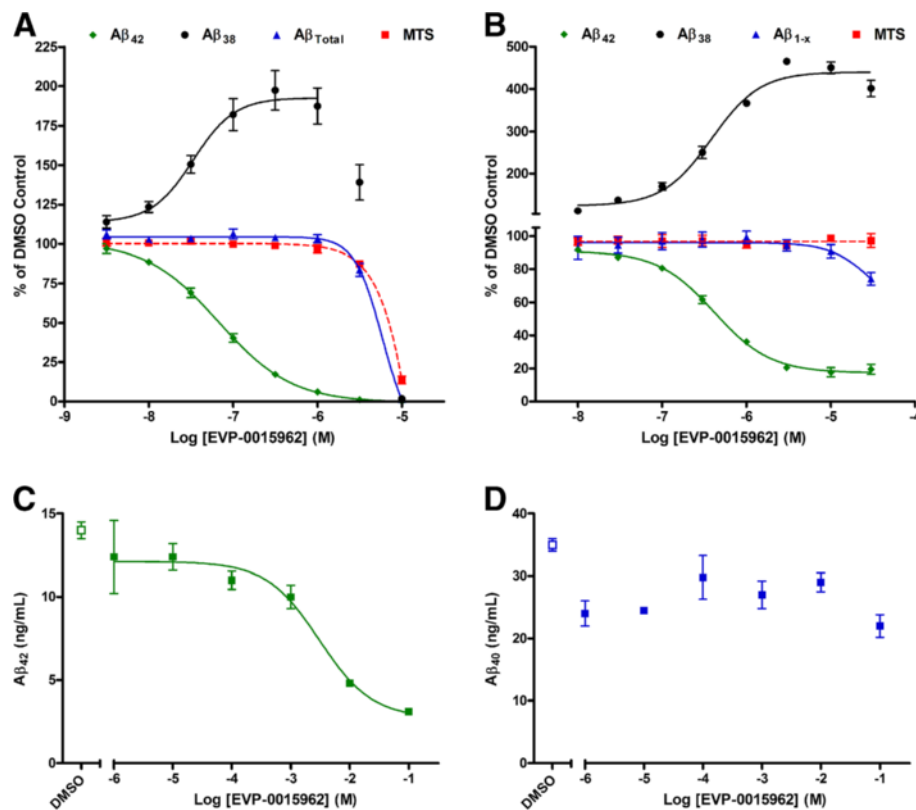 A
Aβ42 Aβ38 AβTotal MTS
225
200
175
150
125
100
75
50
25
0
% of DMSO Control
-9 -8 -7 -6 -5
Log [EVP-0015962] (M)
B
Aβ42 Aβ38 Aβ1-x MTS
500
400
300
200
100
80
60
40
20
0
% of DMSO Control
-8 -7 -6 -5 -4
Log [EVP-0015962] (M)
C
15
10
5
0
Aβ42 (ng/mL)
DMSO -6 -5 -4 -3 -2 -1
Log [EVP-0015962] (M)
D
40
30
20
10
0
Aβ40 (ng/mL)
DMSO -6 -5 -4 -3 -2 -1
Log [EVP-0015962] (M)